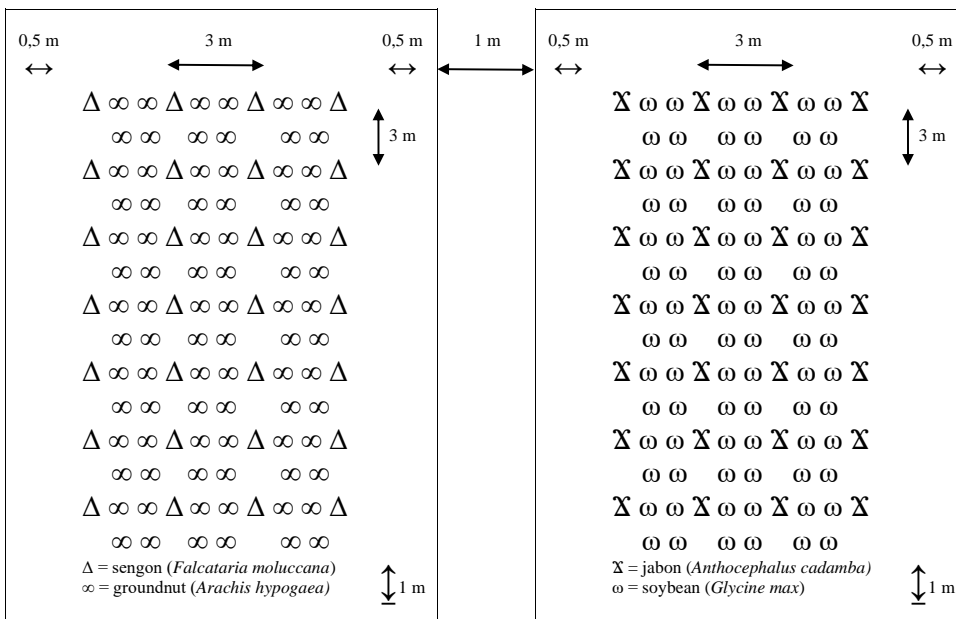 0,5 m 3 m 0,5 m
↔ ↔
Δ ∞ ∞ Δ ∞ ∞ Δ ∞ ∞ Δ
∞ ∞ ∞ ∞ ∞ ∞
3 m
Δ ∞ ∞ Δ ∞ ∞ Δ ∞ ∞ Δ
∞ ∞ ∞ ∞ ∞ ∞
Δ ∞ ∞ Δ ∞ ∞ Δ ∞ ∞ Δ
∞ ∞ ∞ ∞ ∞ ∞
Δ ∞ ∞ Δ ∞ ∞ Δ ∞ ∞ Δ
∞ ∞ ∞ ∞ ∞ ∞
Δ ∞ ∞ Δ ∞ ∞ Δ ∞ ∞ Δ
∞ ∞ ∞ ∞ ∞ ∞
Δ ∞ ∞ Δ ∞ ∞ Δ ∞ ∞ Δ
∞ ∞ ∞ ∞ ∞ ∞
Δ ∞ ∞ Δ ∞ ∞ Δ ∞ ∞ Δ
∞ ∞ ∞ ∞ ∞ ∞
Δ = sengon (Falcataria moluccana)
∞ = groundnut (Arachis hypogaea)
1 m
1 m
0,5 m 3 m 0,5 m
↔ ↔
Ϫ ω ω Ϫ ω ω Ϫ ω ω Ϫ
ω ω ω ω ω ω
3 m
Ϫ ω ω Ϫ ω ω Ϫ ω ω Ϫ
ω ω ω ω ω ω
Ϫ ω ω Ϫ ω ω Ϫ ω ω Ϫ
ω ω ω ω ω ω
Ϫ ω ω Ϫ ω ω Ϫ ω ω Ϫ
ω ω ω ω ω ω
Ϫ ω ω Ϫ ω ω Ϫ ω ω Ϫ
ω ω ω ω ω ω
Ϫ ω ω Ϫ ω ω Ϫ ω ω Ϫ
ω ω ω ω ω ω
Ϫ ω ω Ϫ ω ω Ϫ ω ω Ϫ
ω ω ω ω ω ω
Ϫ = jabon (Anthocephalus cadamba)
ω = soybean (Glycine max)
1 m